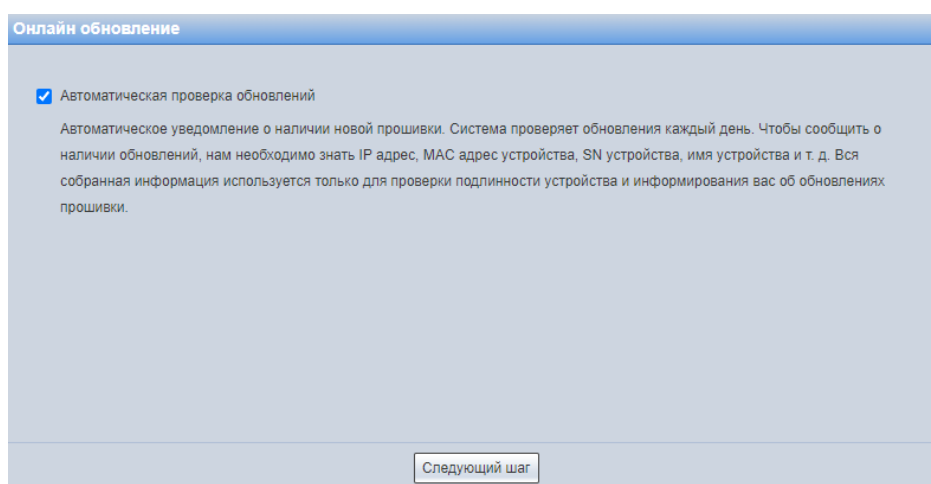 Онлайн обновление
Автоматическая проверка обновлений
Автоматическое уведомление о наличии новой прошивки. Система проверяет обновления каждый день. Чтобы сообщить о
наличии обновлений, нам необходимо знать IP адрес, MAC адрес устройства, SN устройства, имя устройства и т. д. Вся
собранная информация используется только для проверки подлинности устройства и информирования вас об обновлениях
прошивки.
Следующий шаг